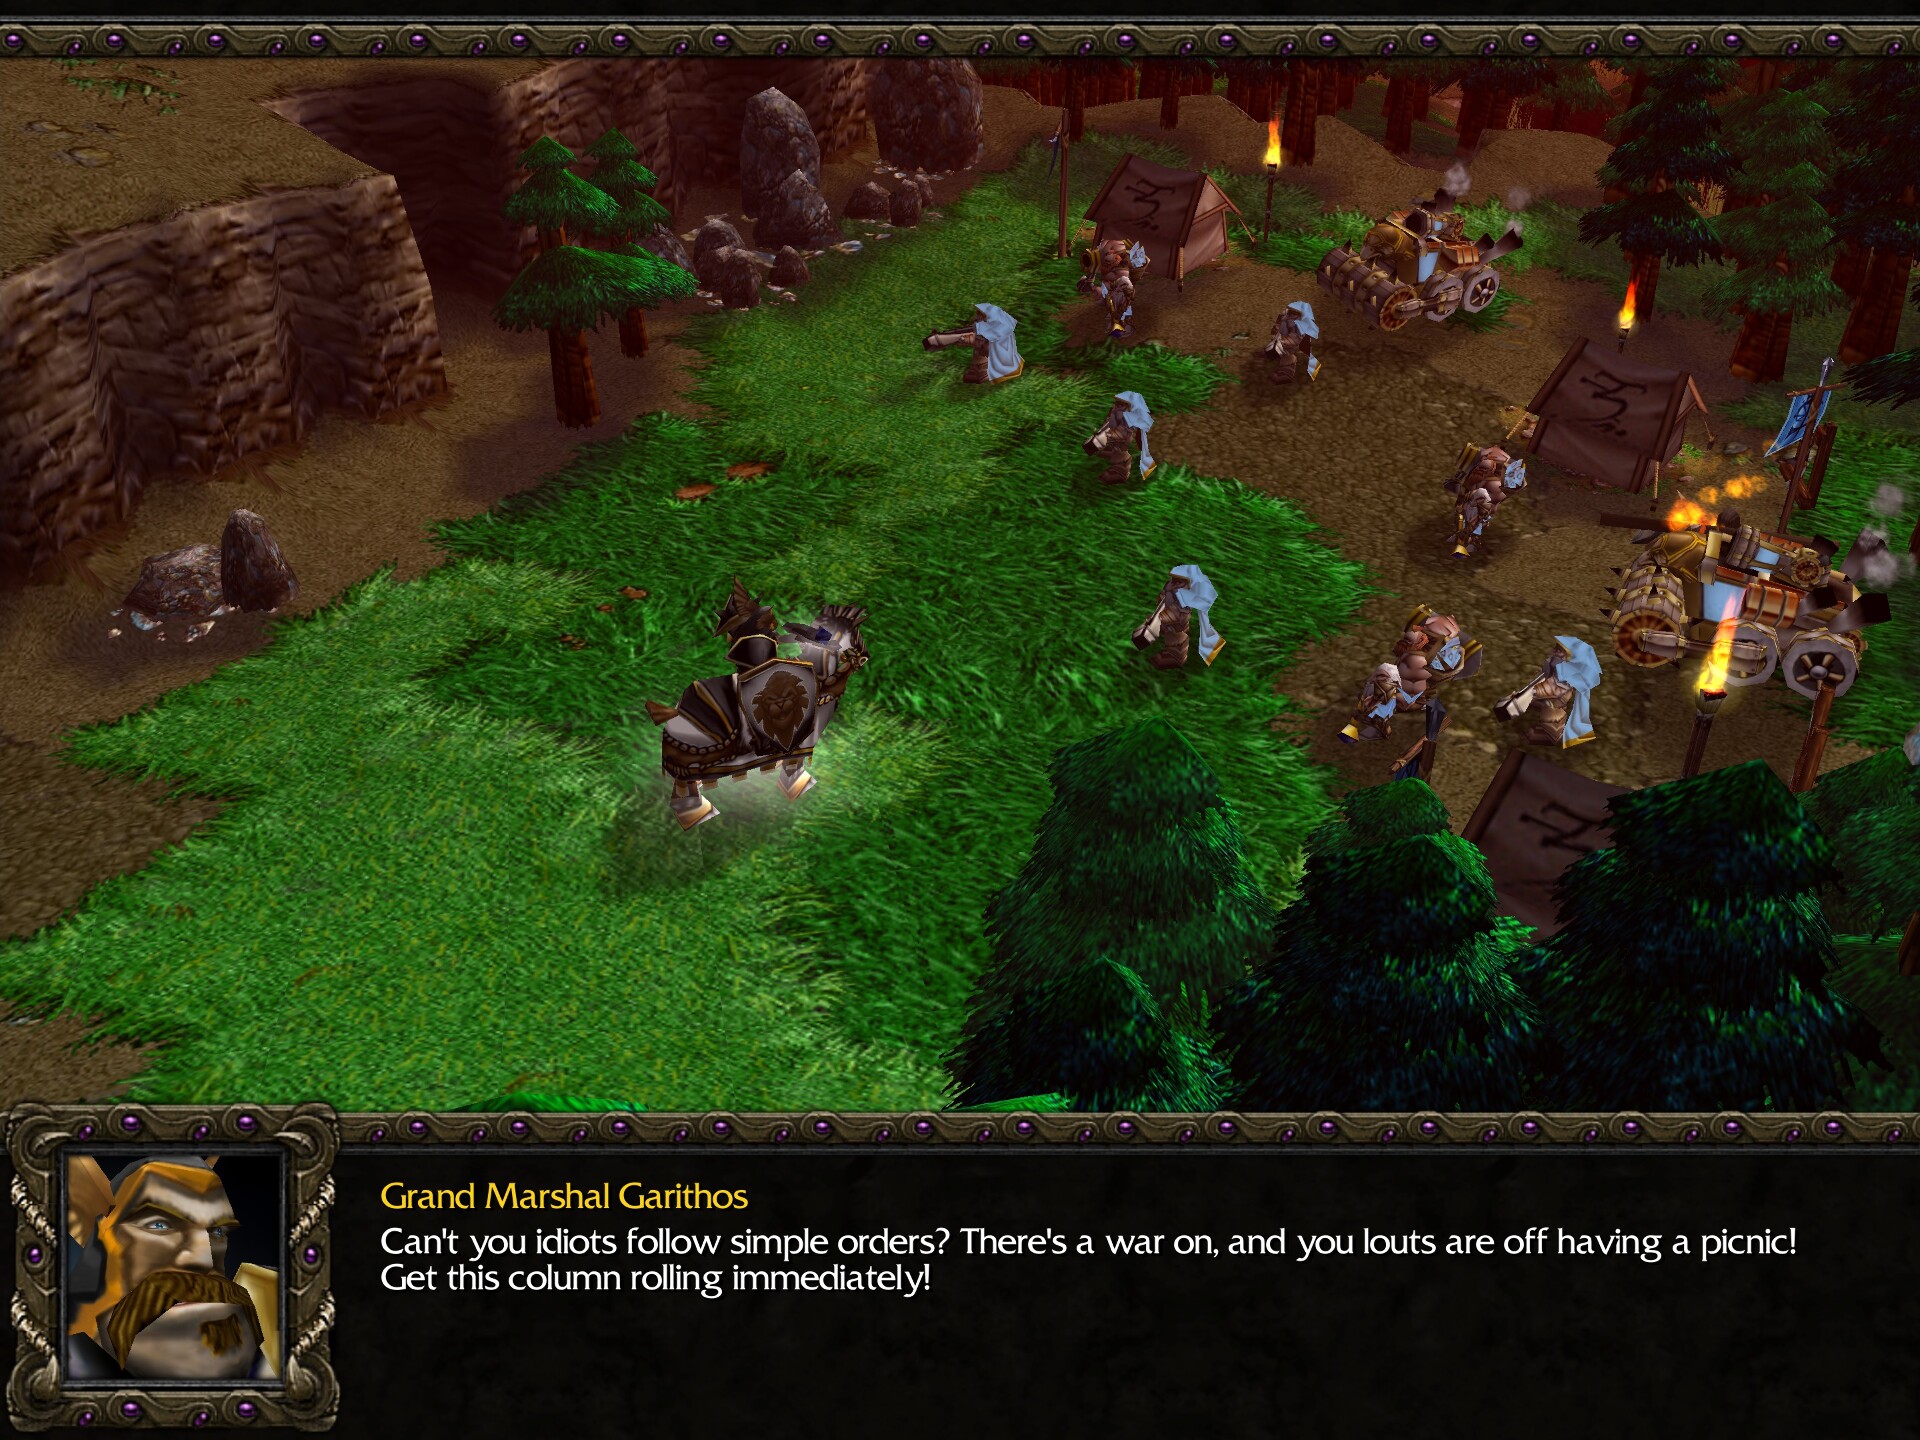 Grand Marshal Garithos
Can't you idiots follow simple orders? There's a war on, and you louts are off having a picnic!
Get this column rolling immediately!